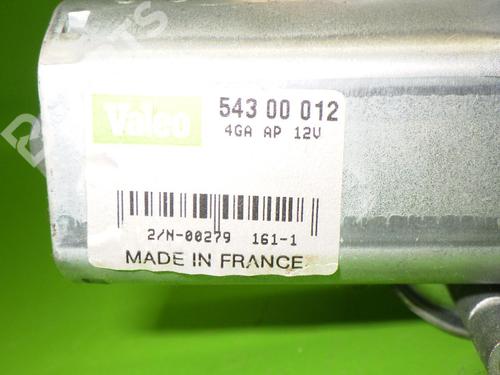 Valeo 543 00 012
4GA AP 12V
2/N-00279 161-1
MADE IN FRANCE